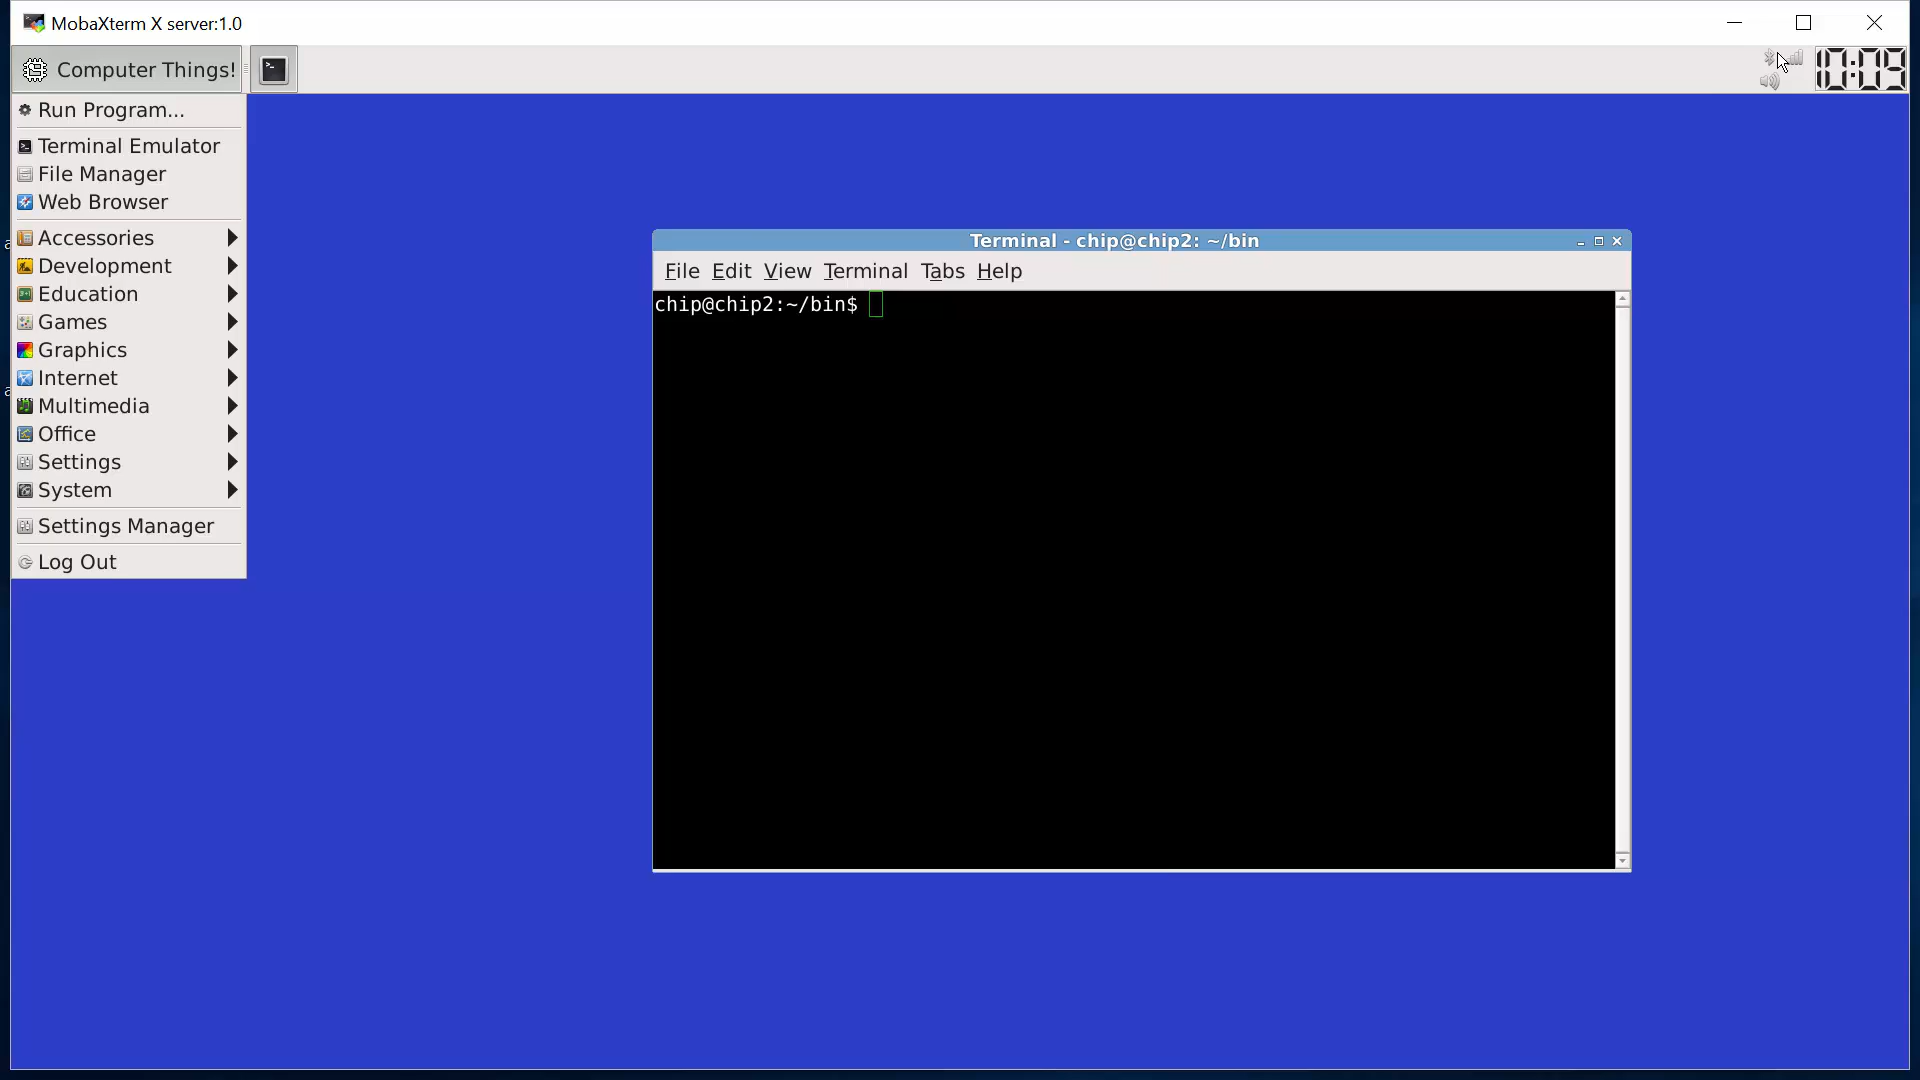 MobaXterm X server:1.0
Computer Things!
10:09
Run Program...
Terminal Emulator
File Manager
Web Browser
Accessories
Development
Education
Games
Graphics
Internet
Multimedia
Office
Settings
System
Settings Manager
Log Out
Terminal - chip@chip2: ~/bin
File Edit View Terminal Tabs Help
chip@chip2:~/bin$